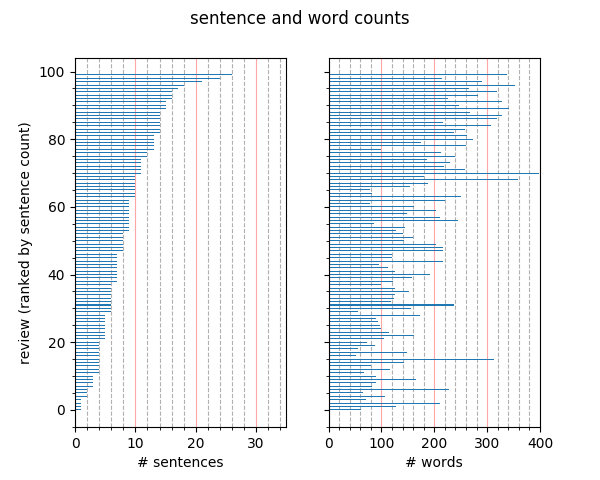 sentence and word counts
review (ranked by sentence count)
100
80
60
40
20
0
0 10 20 30
# sentences
0 100 200 300 400
# words